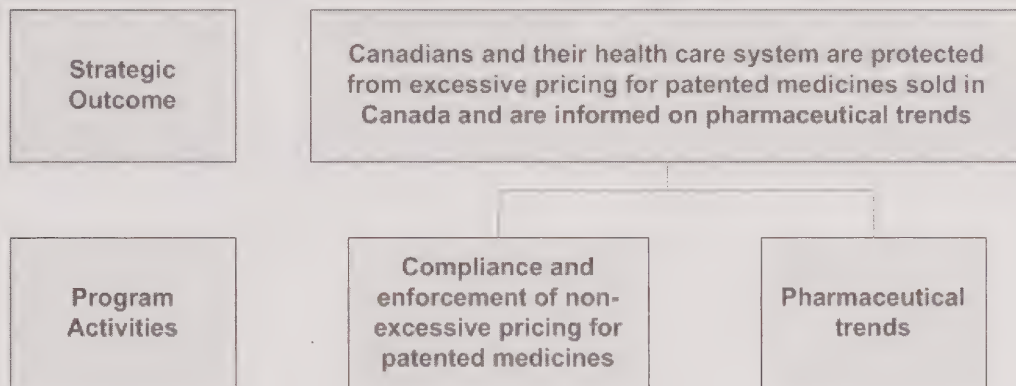 Strategic
Outcome
Canadians and their health care system are protected
from excessive pricing for patented medicines sold in
Canada and are informed on pharmaceutical trends
Program
Activities
Compliance and
enforcement of non-
excessive pricing for
patented medicines
Pharmaceutical
trends